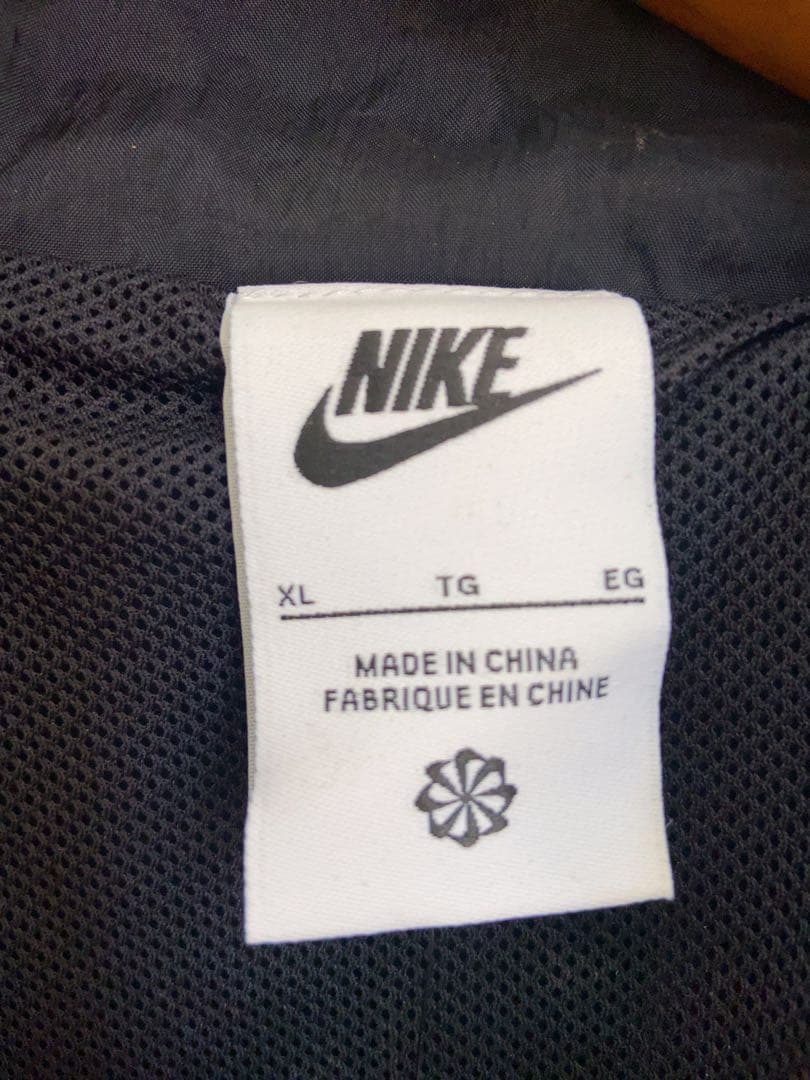 NIKE
XL TG EG
MADE IN CHINA
FABRIQUE EN CHINE